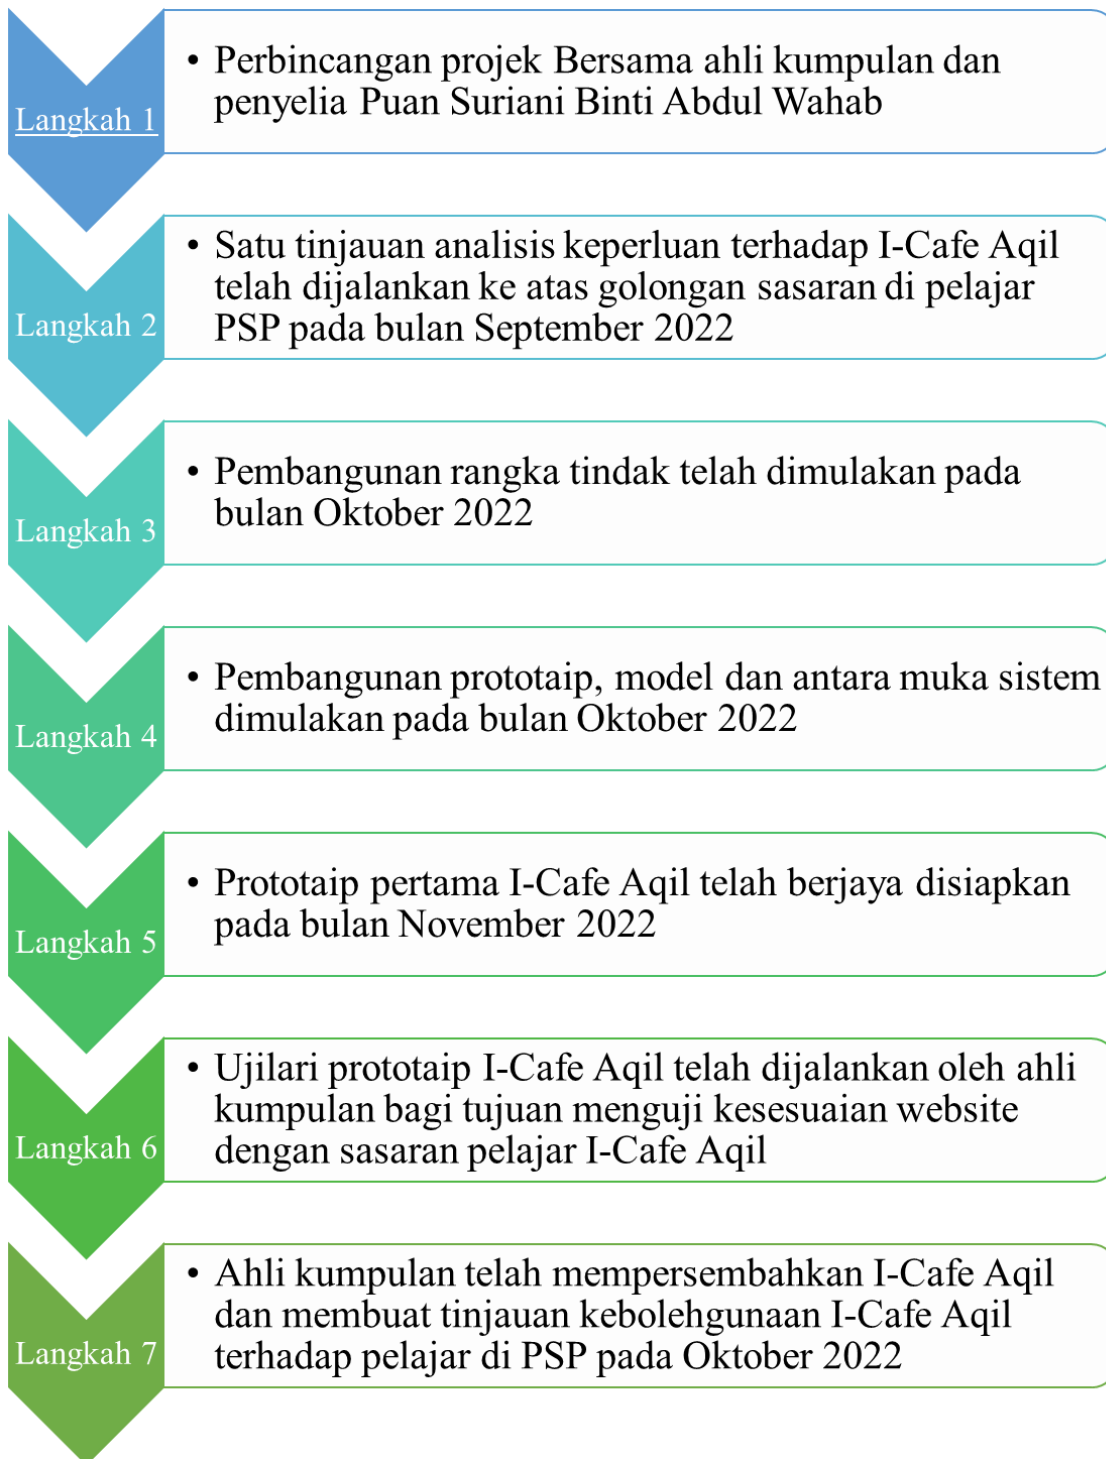 Langkah 1
• Perbincangan projek Bersama ahli kumpulan dan
penyelia Puan Suriani Binti Abdul Wahab
Langkah 2
• Satu tinjauan analisis keperluan terhadap I-Cafe Aqil
telah dijalankan ke atas golongan sasaran di pelajar
PSP pada bulan September 2022
Langkah 3
• Pembangunan rangka tindak telah dimulakan pada
bulan Oktober 2022
Langkah 4
• Pembangunan prototaip, model dan antara muka sistem
dimulakan pada bulan Oktober 2022
Langkah 5
• Prototaip pertama I-Cafe Aqil telah berjaya disiapkan
pada bulan November 2022
Langkah 6
• Ujilari prototaip I-Cafe Aqil telah dijalankan oleh ahli
kumpulan bagi tujuan menguji kesesuaian website
dengan sasaran pelajar I-Cafe Aqil
Langkah 7
• Ahli kumpulan telah mempersembahkan I-Cafe Aqil
dan membuat tinjauan kebolehgunaan I-Cafe Aqil
terhadap pelajar di PSP pada Oktober 2022